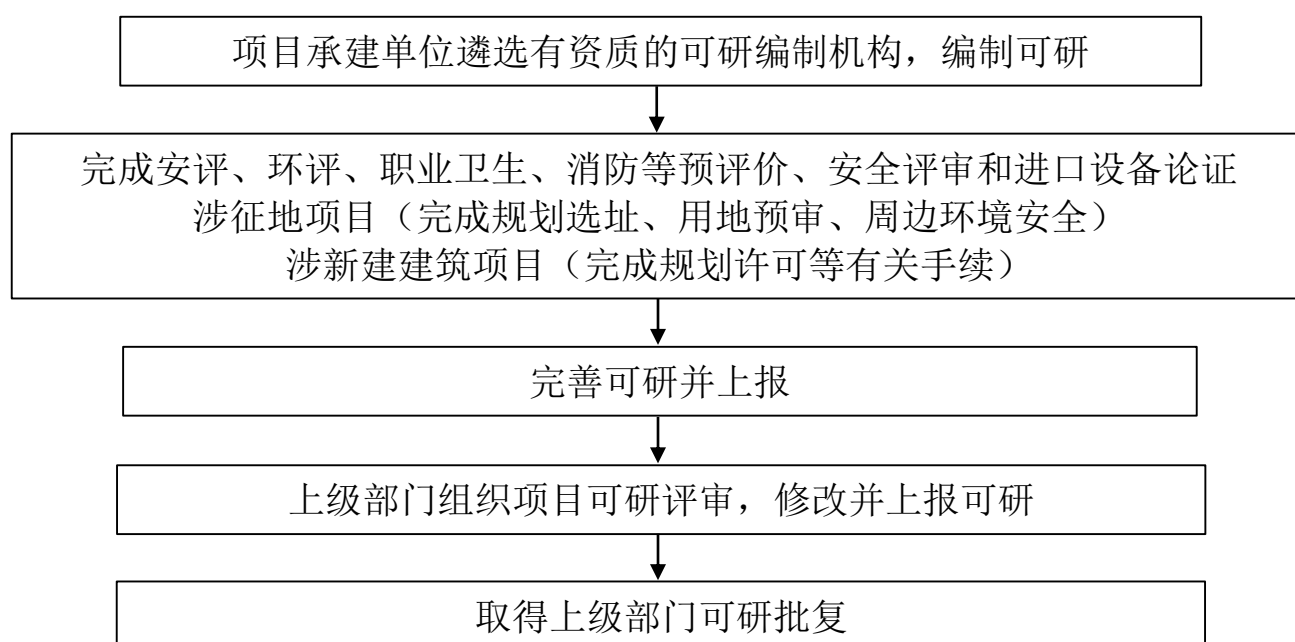 项目承建单位遴选有资质的可研编制机构，编制可研
完成安评、环评、职业卫生、消防等预评价、安全评审和进口设备论证
涉征地项目（完成规划选址、用地预审、周边环境安全）
涉新建建筑项目（完成规划许可等有关手续）
完善可研并上报
上级部门组织项目可研评审，修改并上报可研
取得上级部门可研批复